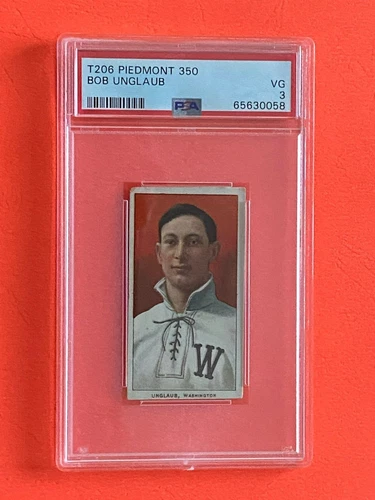 T206 PIEDMONT 350
BOB UNGLAUB
VG
3
PSA
65630058
W
UNGLAUB, WASHINGTON